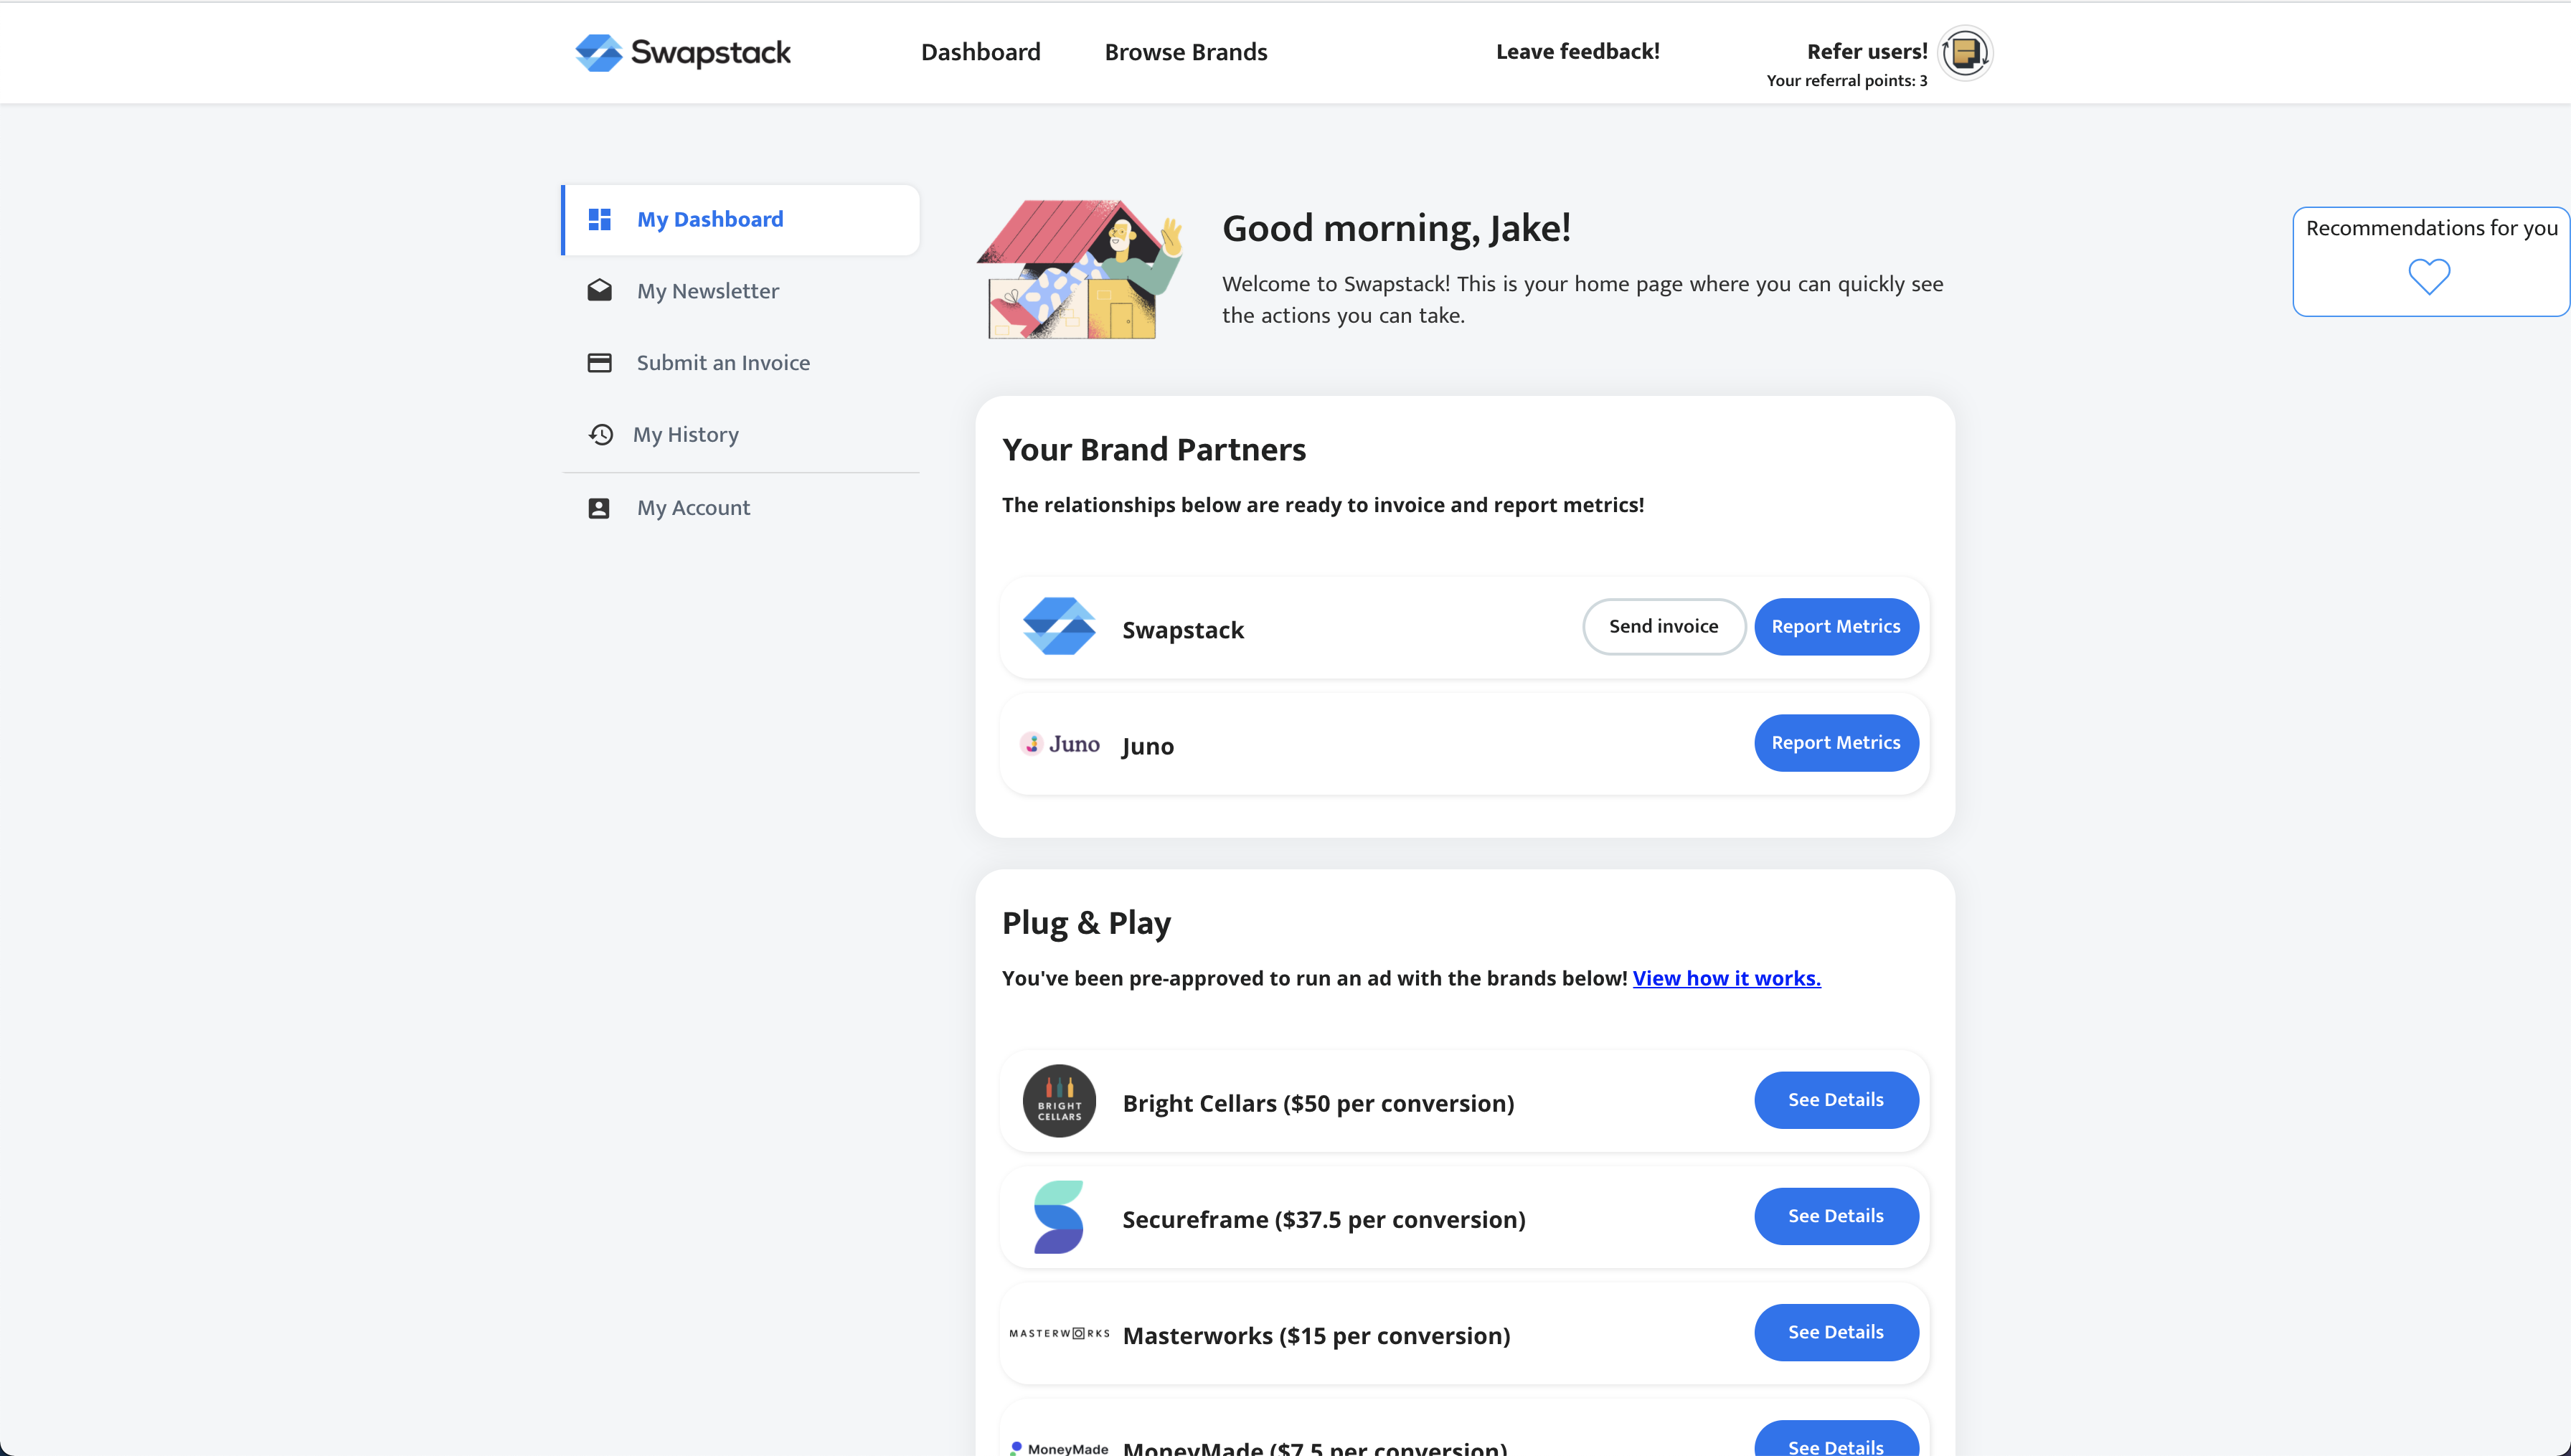 Swapstack
Dashboard
Browse Brands
Leave feedback!
Refer users!
Your referral points: 3
My Dashboard
My Newsletter
Submit an Invoice
My History
My Account
Good morning, Jake!
Welcome to Swapstack! This is your home page where you can quickly see
the actions you can take.
Recommendations for you
Your Brand Partners
The relationships below are ready to invoice and report metrics!
Swapstack
Send invoice
Report Metrics
Juno
Juno
Report Metrics
Plug & Play
You've been pre-approved to run an ad with the brands below! View how it works.
BRIGHT
CELLARS
Bright Cellars ($50 per conversion)
See Details
Secureframe ($37.5 per conversion)
See Details
MASTERWORKS
Masterworks ($15 per conversion)
See Details
MoneyMade
MoneyMade ($7.5 per conversion)
See Details